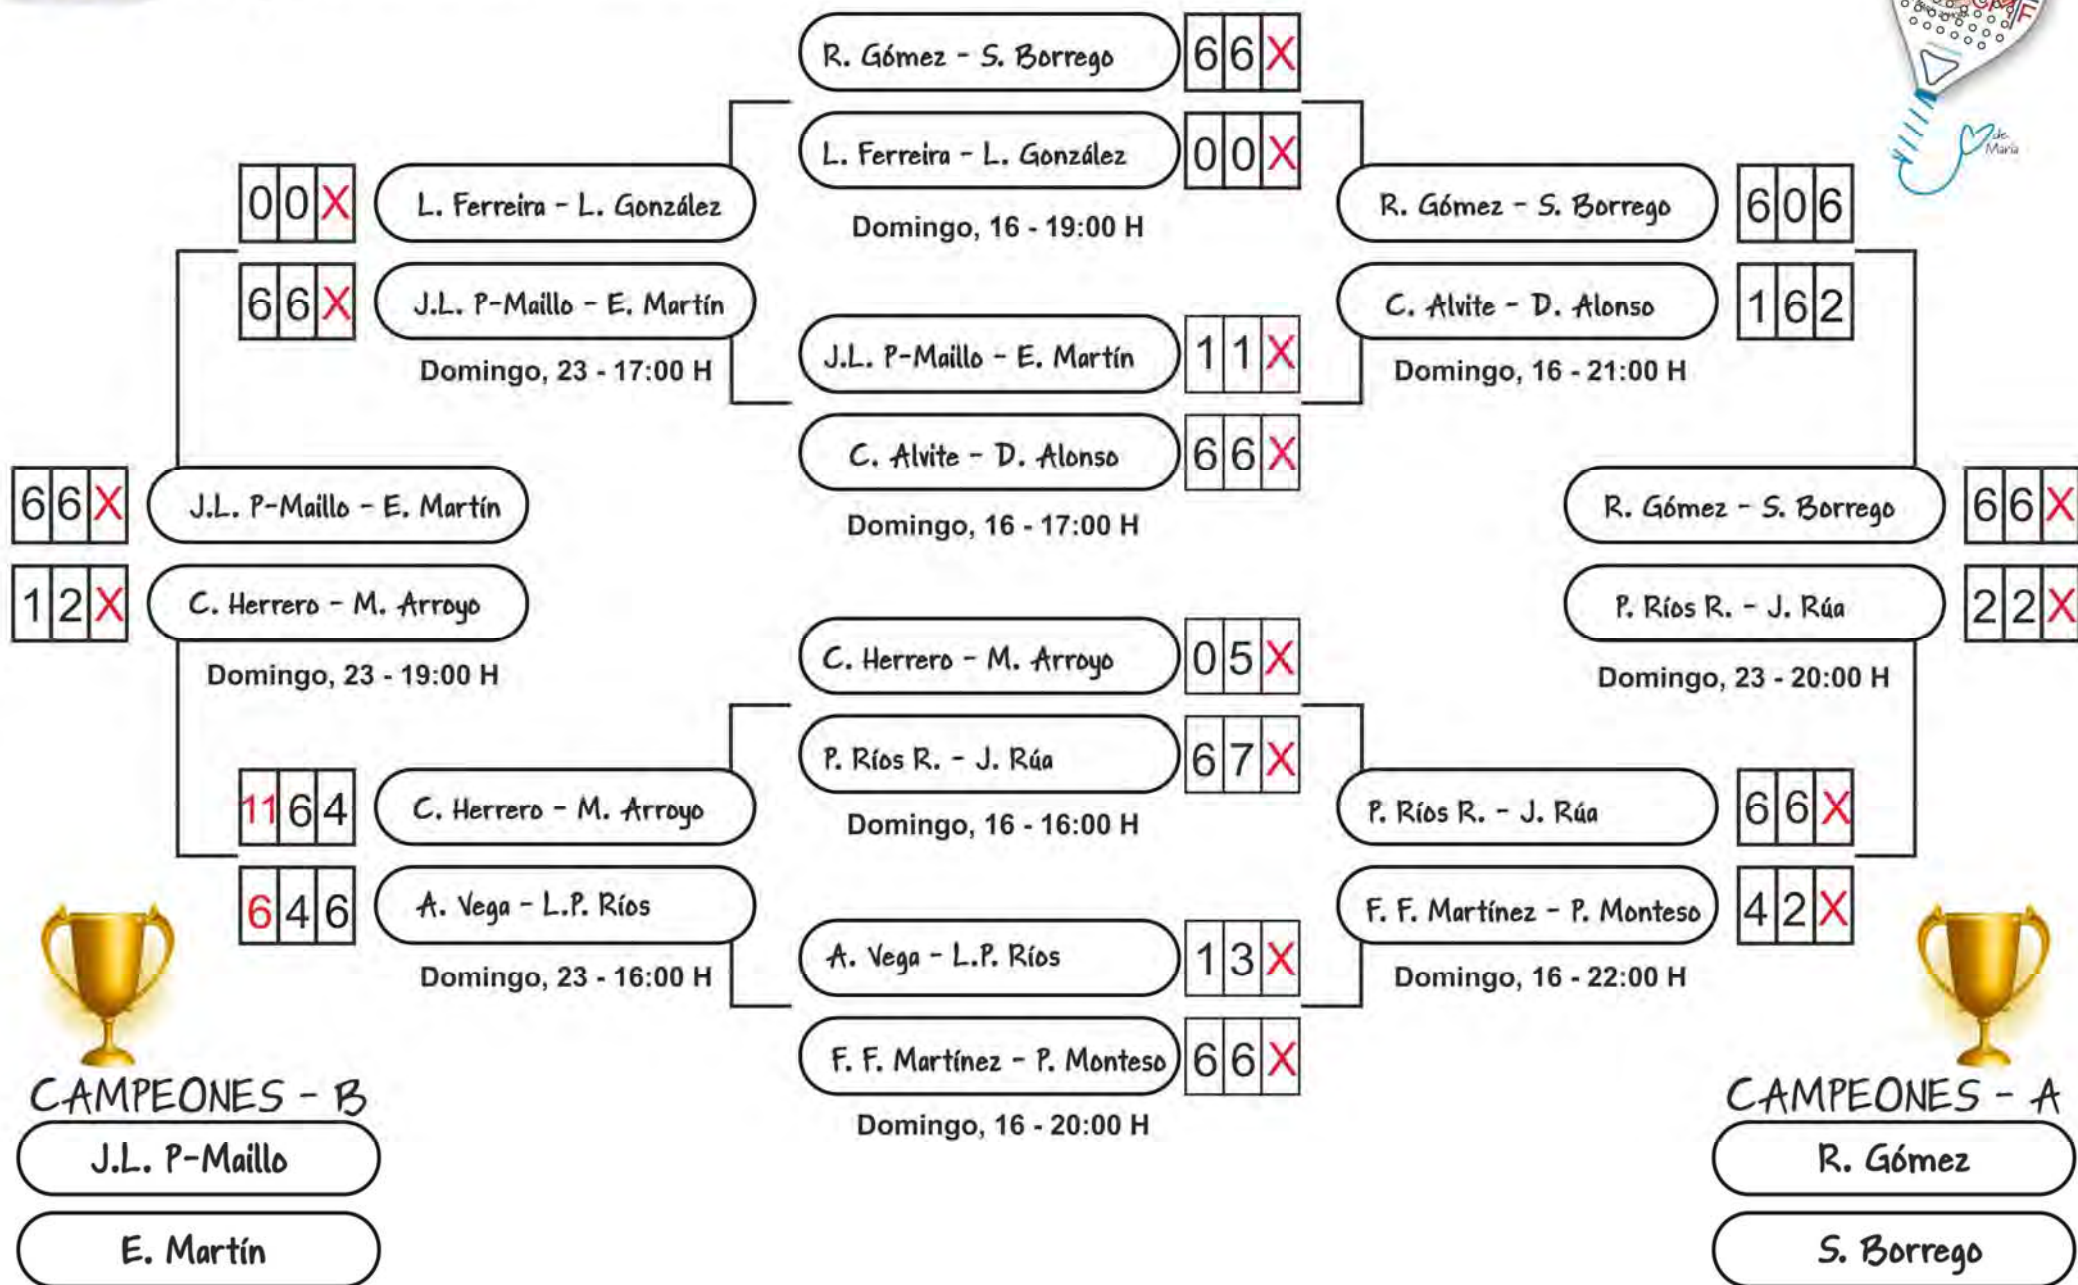 R. Gómez - S. Borrego 6 6 X
L. Ferreira - L. González 0 0 X
Domingo, 16 - 19:00 H
de
María
0 0 X L. Ferreira - L. González
6 6 X J.L. P-Maillo - E. Martín
Domingo, 23 - 17:00 H
R. Gómez - S. Borrego 6 0 6
C. Alvite - D. Alonso 1 6 2
Domingo, 16 - 21:00 H
J.L. P-Maillo - E. Martín 1 1 X
C. Alvite - D. Alonso 6 6 X
Domingo, 16 - 17:00 H
6 6 X J.L. P-Maillo - E. Martín
1 2 X C. Herrero - M. Arroyo
Domingo, 23 - 19:00 H
R. Gómez - S. Borrego 6 6 X
P. Ríos R. - J. Rúa 2 2 X
Domingo, 23 - 20:00 H
C. Herrero - M. Arroyo 0 5 X
P. Ríos R. - J. Rúa 6 7 X
Domingo, 16 - 16:00 H
11 6 4 C. Herrero - M. Arroyo
6 4 6 A. Vega - L.P. Ríos
Domingo, 23 - 16:00 H
P. Ríos R. - J. Rúa 6 6 X
F. F. Martínez - P. Monteso 4 2 X
Domingo, 16 - 22:00 H
A. Vega - L.P. Ríos 1 3 X
F. F. Martínez - P. Monteso 6 6 X
Domingo, 16 - 20:00 H
CAMPEONES - B
J.L. P-Maillo
E. Martín
CAMPEONES - A
R. Gómez
S. Borrego